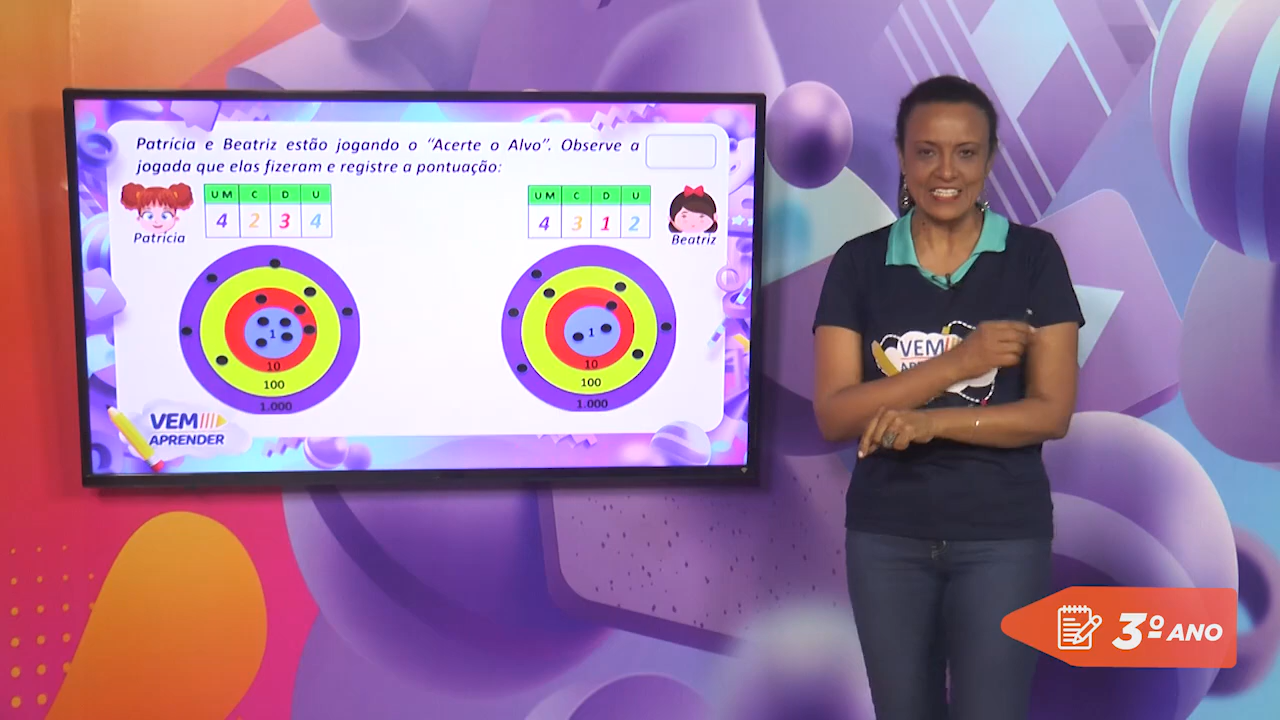 Patrícia e Beatriz estão jogando o “Acerte o Alvo”. Observe a
jogada que elas fizeram e registre a pontuação:
UM C D U
4 2 3 4
Patrícia
UM C D U
4 3 1 2
Beatriz
1
10
100
1.000
1
10
100
1.000
VEM
APRENDER
VEM
3º ANO